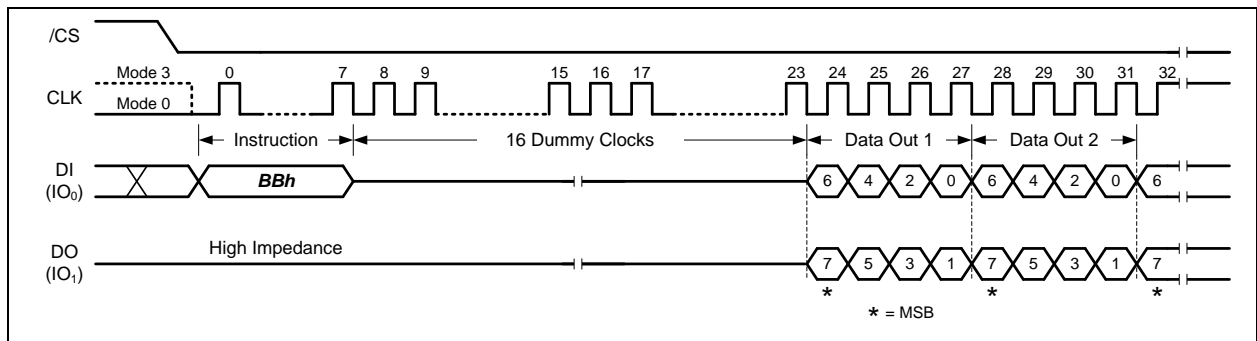 /CS
Mode 3 0 7 8 9 15 16 17 23 24 25 26 27 28 29 30 31 32
CLK
Mode 0
Instruction 16 Dummy Clocks Data Out 1 Data Out 2
DI
(IO0)
BBh 6 4 2 0 6 4 2 0 6
High Impedance
DO
(IO1)
7 5 3 1 7 5 3 1 7
* * *
* = MSB